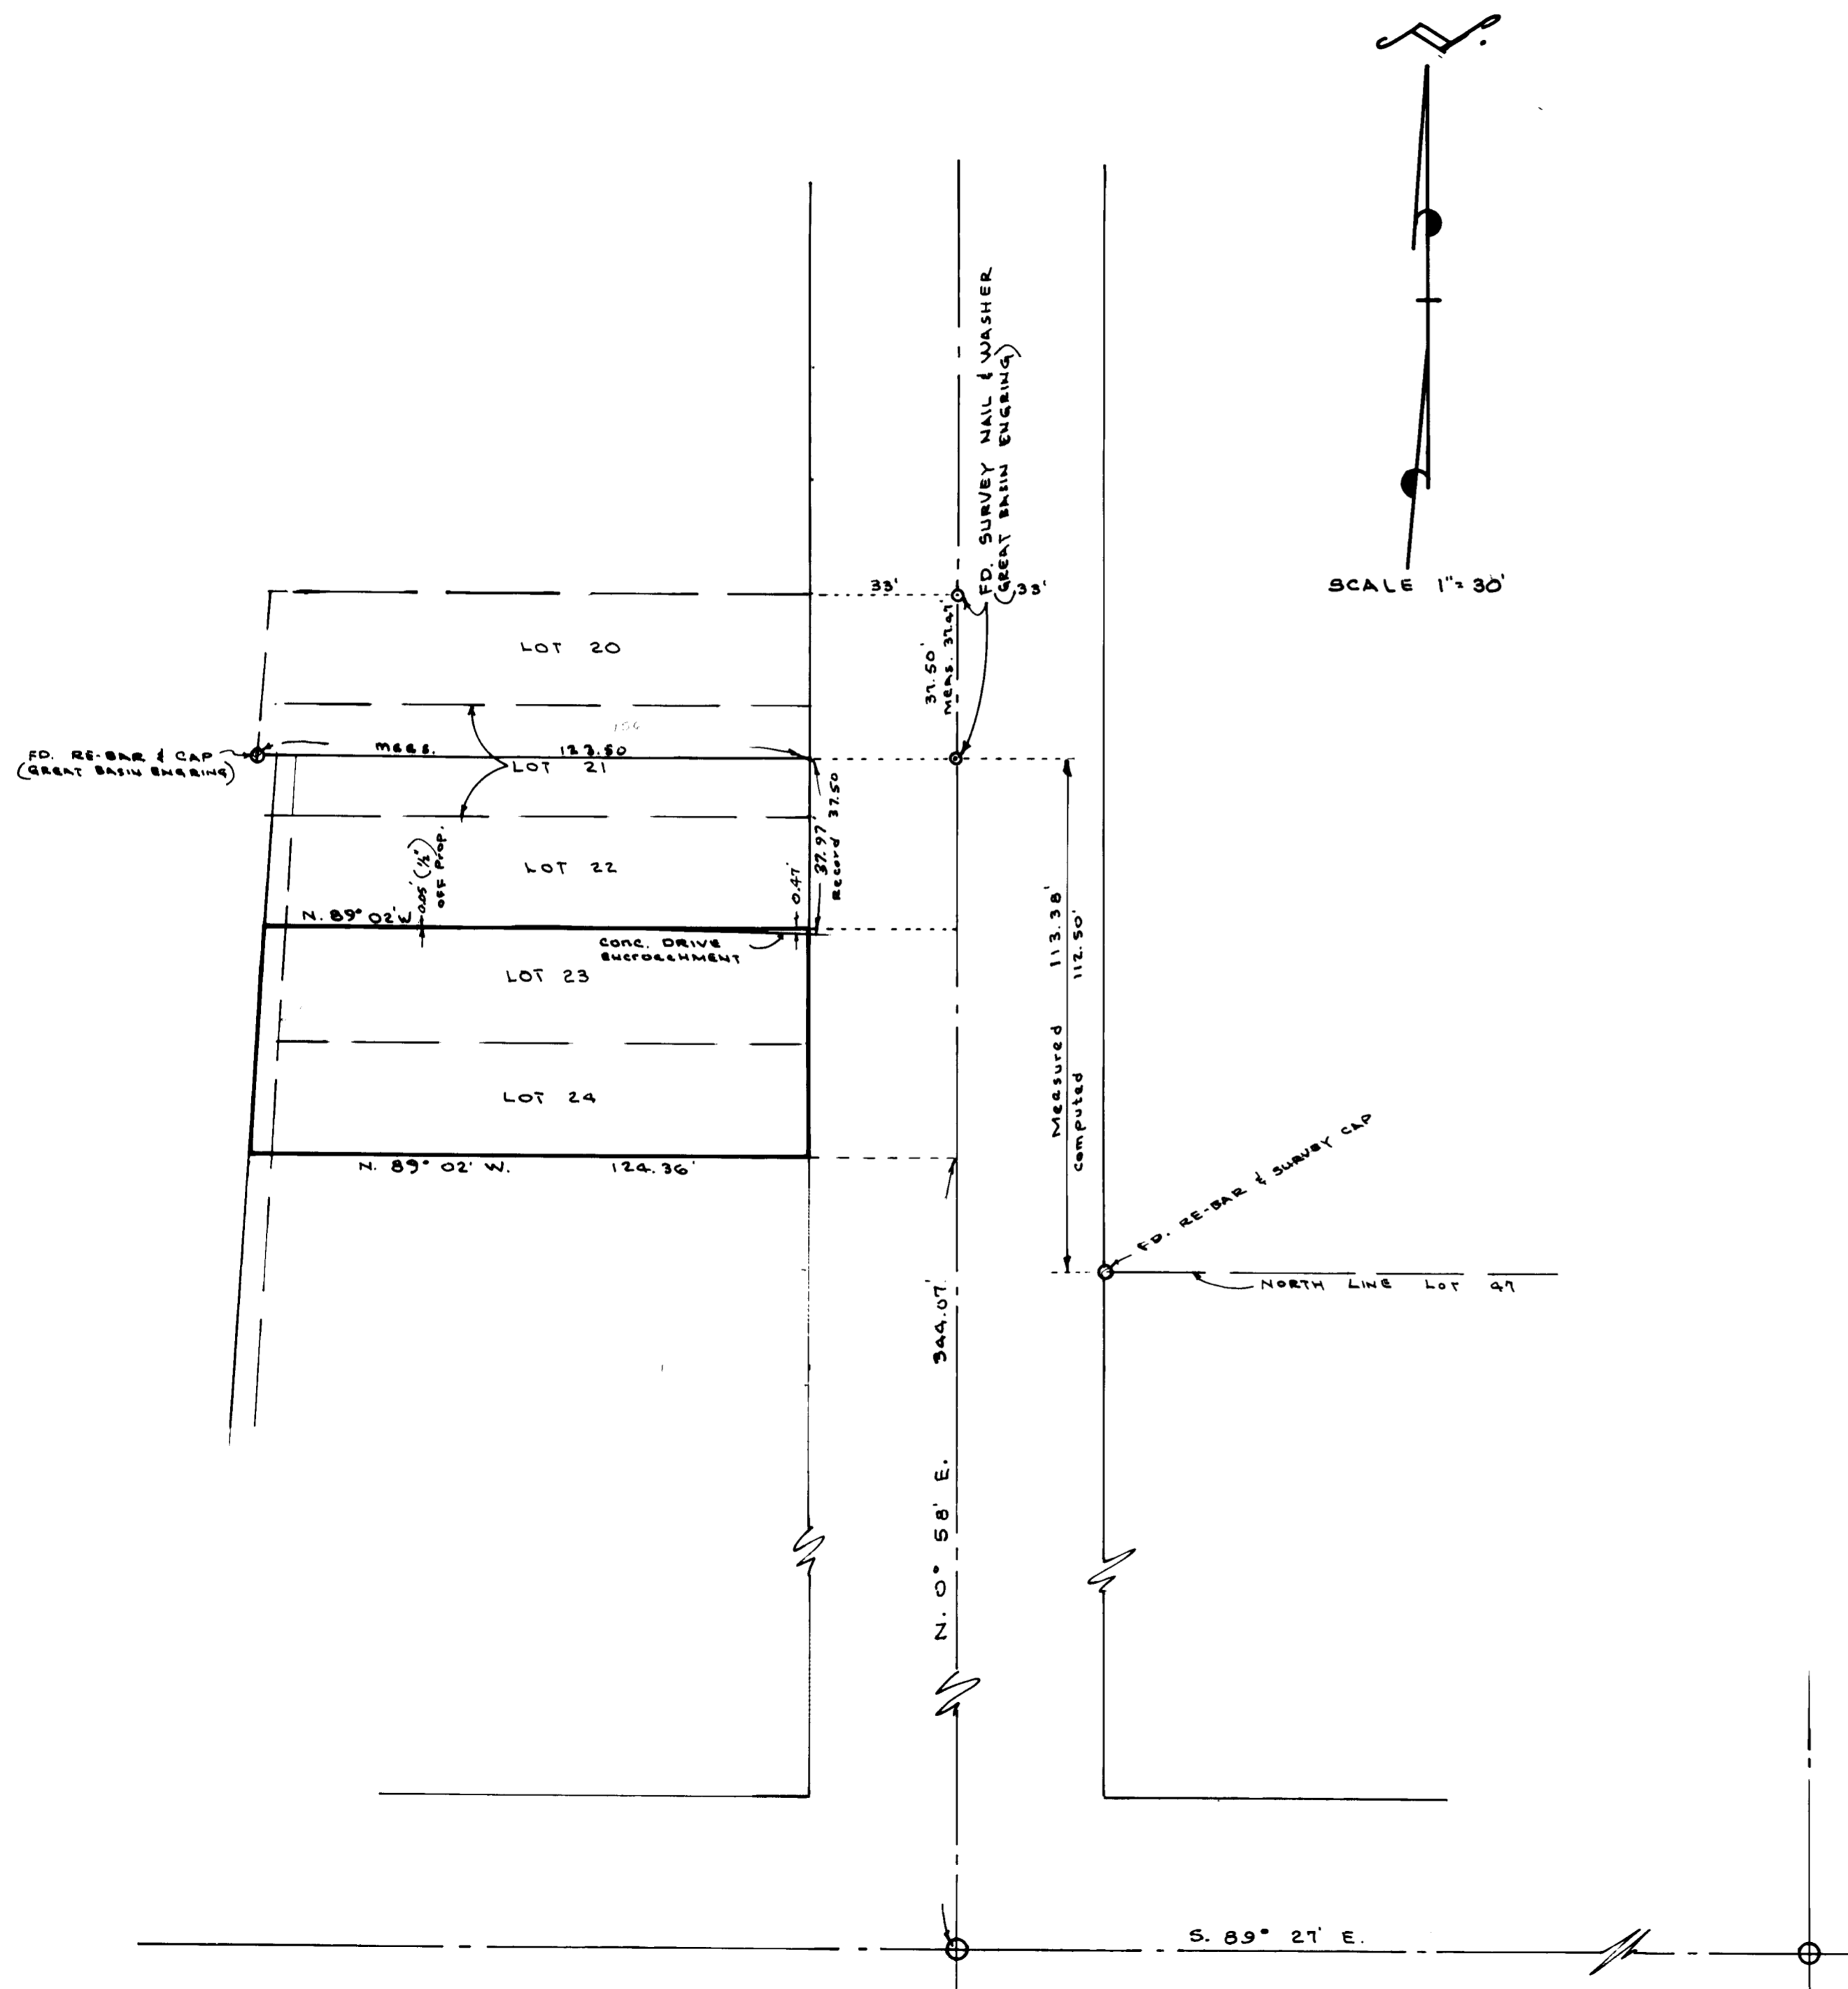 N.
SCALE 1"=30'
FD. SURVEY NAIL & WASHER
(GREAT BASIN ENGRING)
33'
33'
37.50'
MEAS. 37.47
LOT 20
FD. RE-BAR & CAP
(GREAT BASIN ENGRING)
meas.
123.50
LOT 21
37.97'
Record 37.50
0.05' (1/2")
OFF Prop.
LOT 22
0.47'
N. 89° 02' W
CONC. DRIVE
ENCROACHMENT
LOT 23
Measured 113.38'
computed 112.50'
LOT 24
N. 89° 02' W. 124.36'
FD. RE-BAR & SURVEY CAP
NORTH LINE LOT 47
N. 0° 58' E. 344.07'
S. 89° 27' E.